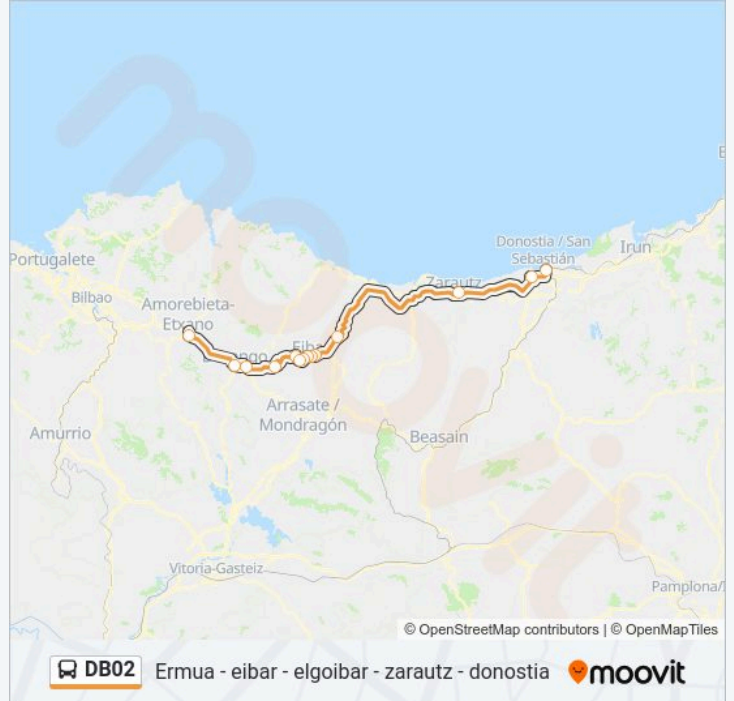 Donostia / San
Sebastián
Irun
Portugalete
Zarautz
Bilbao
Amorebieta-
Etxano
Arrasate /
Mondragón
Amurrio
Beasain
Vitoria-Gasteiz
Pamplona/I
© OpenStreetMap contributors | © OpenMapTiles
DB02 Ermua - eibar - elgoibar - zarautz - donostia moovit
moovit